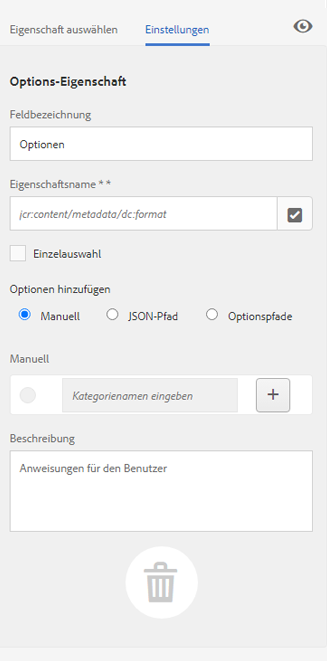 Eigenschaft auswählen Einstellungen
Options-Eigenschaft
Feldbezeichnung
Optionen
Eigenschaftsname * *
jcr:content/metadata/dc:format
Einzelauswahl
Optionen hinzufügen
Manuell JSON-Pfad Optionspfade
Manuell
Kategorienamen eingeben +
Beschreibung
Anweisungen für den Benutzer